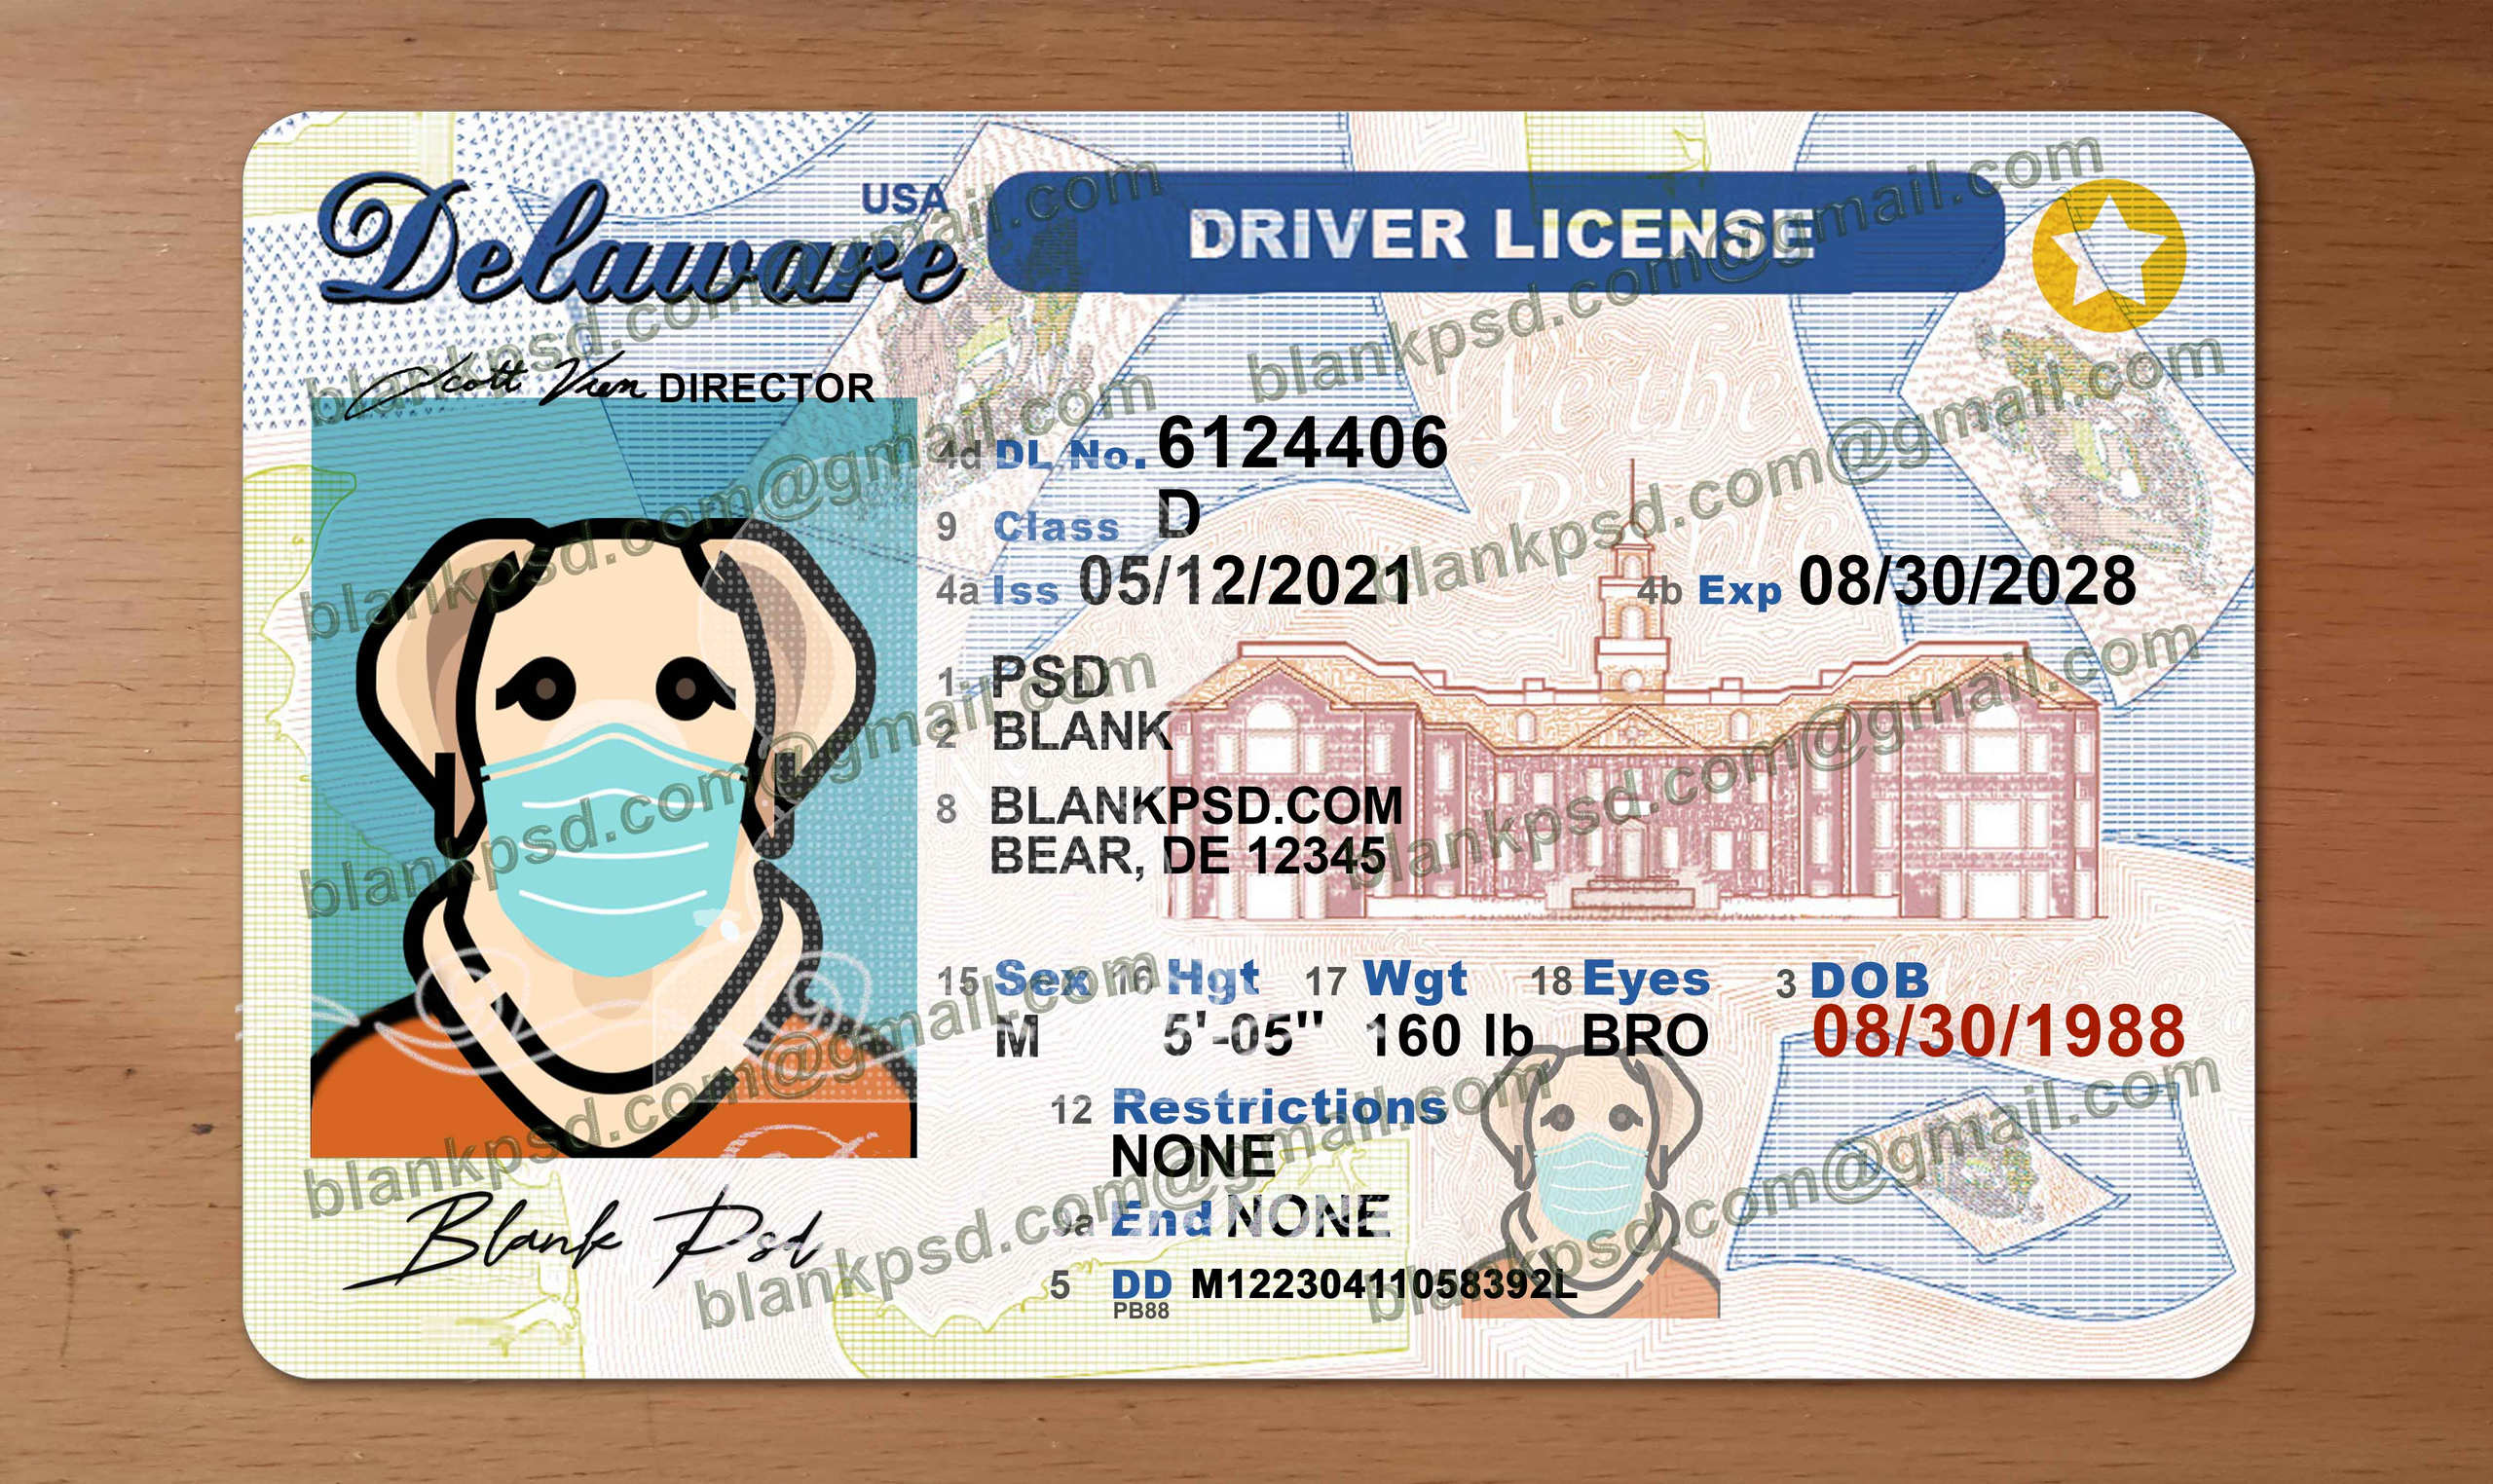 Delaware USA DRIVER LICENSE
Scott Vien DIRECTOR
4d DL No. 6124406
9 Class D
4a Iss 05/12/2021 4b Exp 08/30/2028
1 PSD
2 BLANK
8 BLANKPSD.COM
BEAR, DE 12345
15 Sex 16 Hgt 17 Wgt 18 Eyes 3 DOB
M 5'-05" 160 lb BRO 08/30/1988
12 Restrictions
NONE
9a End NONE
5 DD M12230411058392L
PB88
Blank Psd
blankpsd.com@gmail.com
blankpsd.com@gmail.com
blankpsd.com@gmail.com
blankpsd.com@gmail.com
blankpsd.com@gmail.com
blankpsd.com@gmail.com
blankpsd.com@gmail.com
blankpsd.com@gmail.com
blankpsd.com@gmail.com